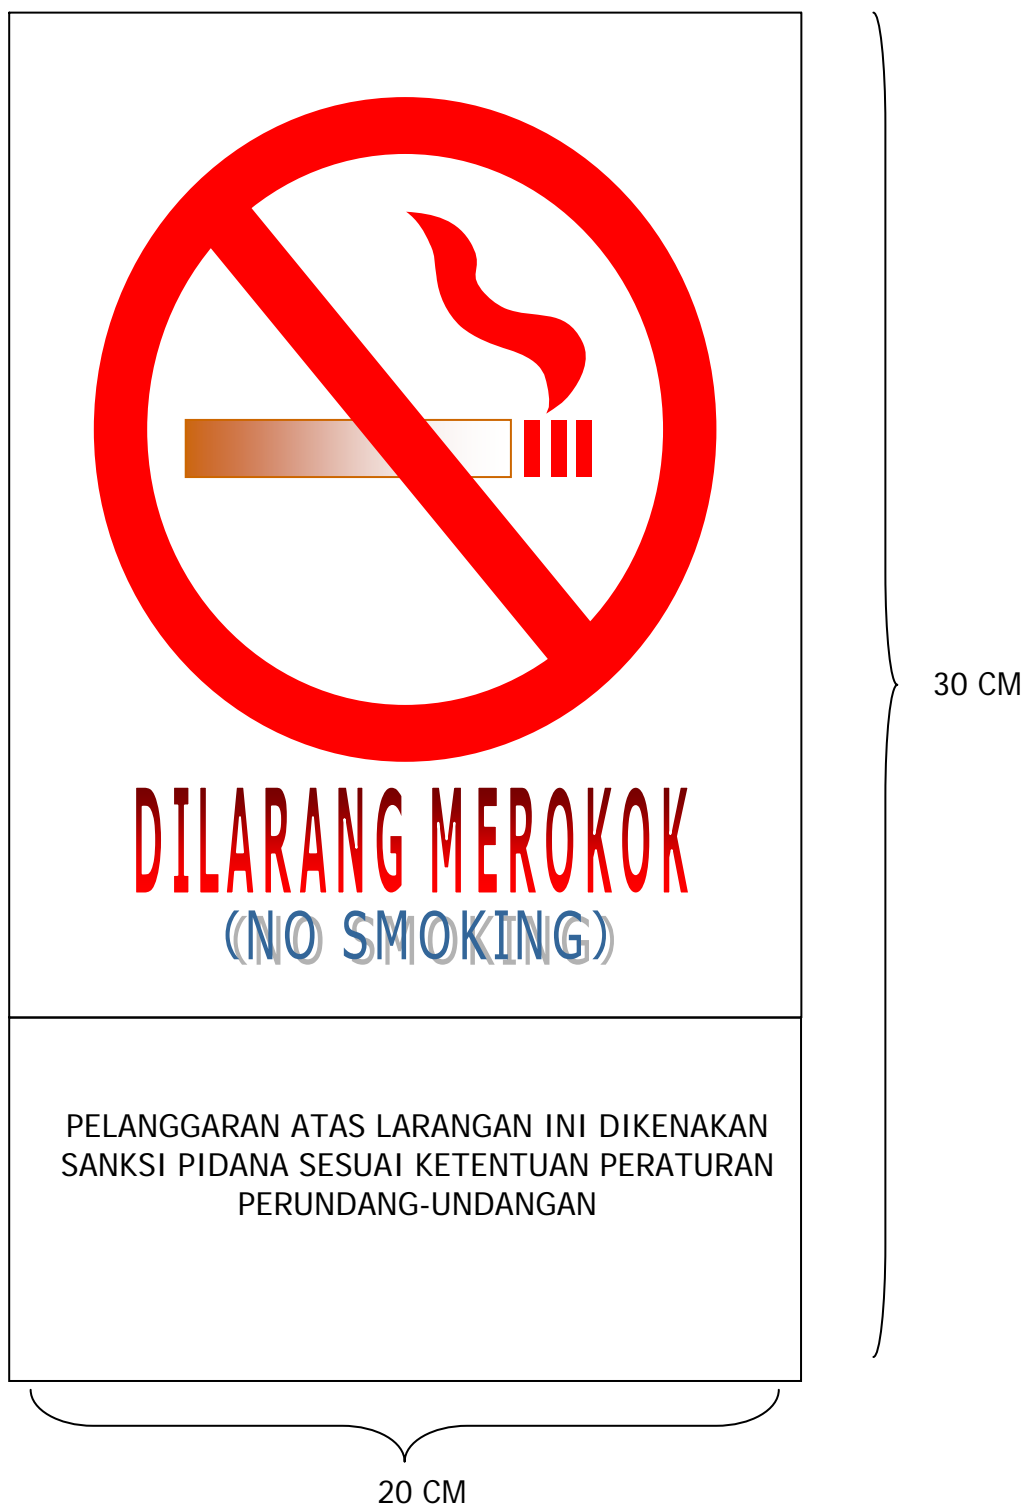 DILARANG MEROKOK
(NO SMOKING)
30 CM
PELANGGARAN ATAS LARANGAN INI DIKENAKAN
SANKSI PIDANA SESUAI KETENTUAN PERATURAN
PERUNDANG-UNDANGAN
20 CM